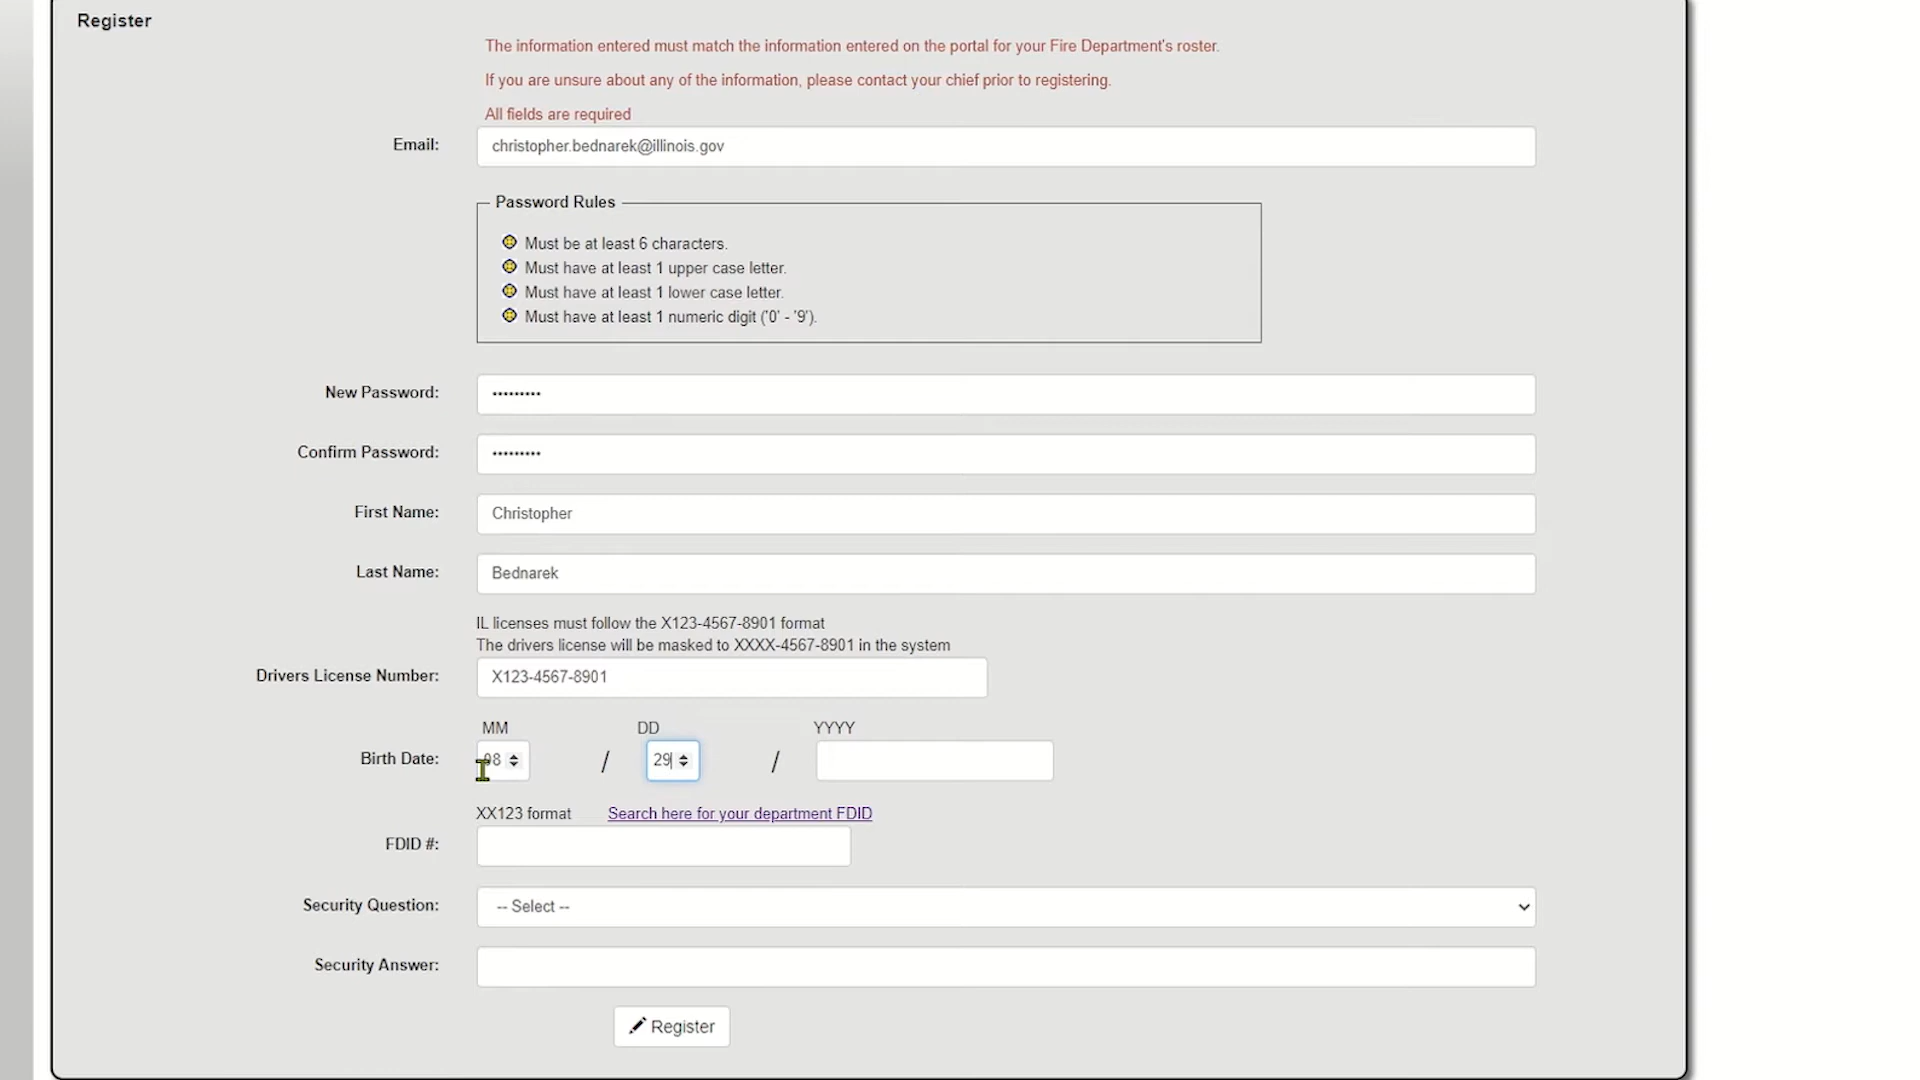 Register
The information entered must match the information entered on the portal for your Fire Department's roster.
If you are unsure about any of the information, please contact your chief prior to registering.
All fields are required
Email: christopher.bednarek@illinois.gov
Password Rules
Must be at least 6 characters.
Must have at least 1 upper case letter.
Must have at least 1 lower case letter.
Must have at least 1 numeric digit ('0' - '9').
New Password: •••••••••
Confirm Password: •••••••••
First Name: Christopher
Last Name: Bednarek
IL licenses must follow the X123-4567-8901 format
The drivers license will be masked to XXXX-4567-8901 in the system
Drivers License Number: X123-4567-8901
MM DD YYYY
Birth Date: 08 / 29 /
XX123 format Search here for your department FDID
FDID #:
Security Question: -- Select --
Security Answer:
Register